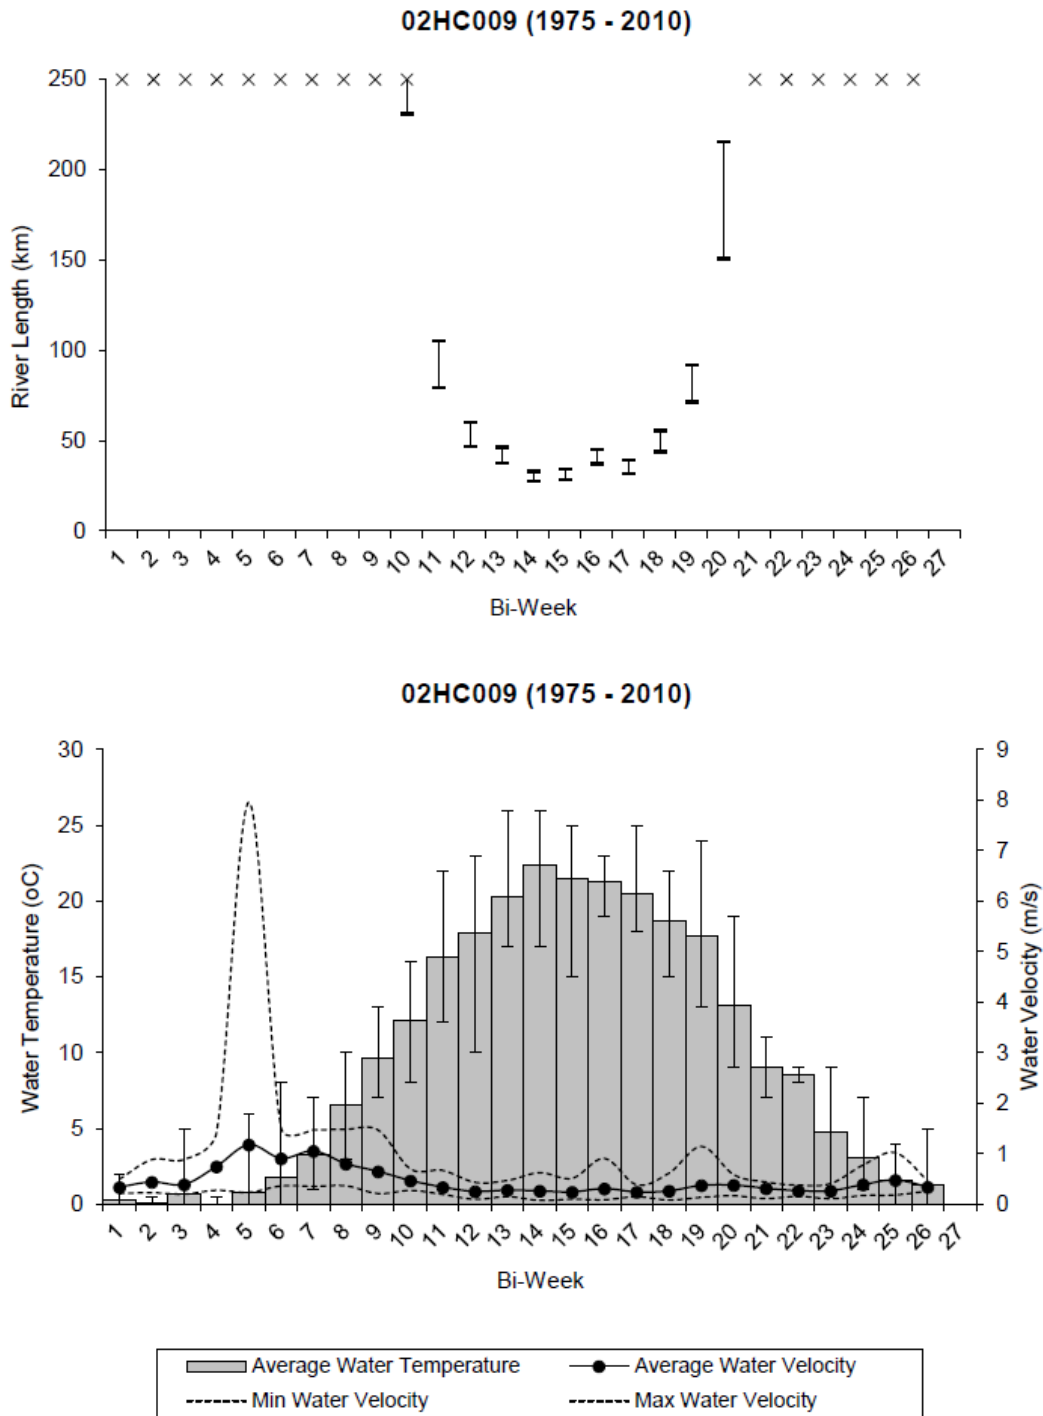 02HC009 (1975 - 2010)
250
200
150
100
50
0
River Length (km)
1 2 3 4 5 6 7 8 9 10 11 12 13 14 15 16 17 18 19 20 21 22 23 24 25 26 27
Bi-Week
02HC009 (1975 - 2010)
30
25
20
15
10
5
0
Water Temperature (oC)
9
8
7
6
5
4
3
2
1
0
Water Velocity (m/s)
1 2 3 4 5 6 7 8 9 10 11 12 13 14 15 16 17 18 19 20 21 22 23 24 25 26 27
Bi-Week
Average Water Temperature
Average Water Velocity
Min Water Velocity
Max Water Velocity